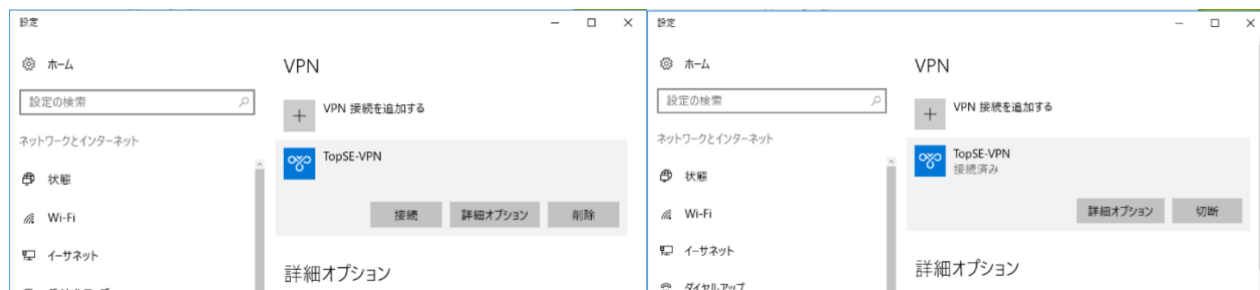 設定
ホーム
設定の検索
ネットワークとインターネット
状態
Wi-Fi
イーサネット
VPN
VPN 接続を追加する
TopSE-VPN
接続 詳細オプション 削除
詳細オプション
設定
ホーム
設定の検索
ネットワークとインターネット
状態
Wi-Fi
イーサネット
ダイヤルアップ
VPN
VPN 接続を追加する
TopSE-VPN
接続済み
詳細オプション 切断
詳細オプション